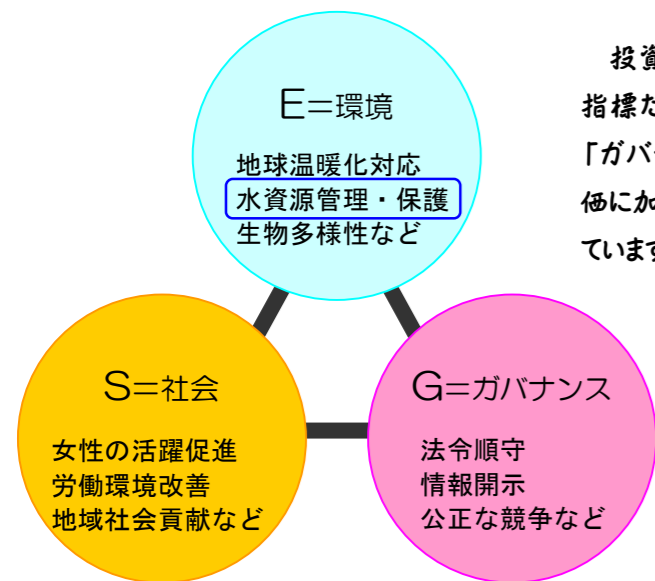 E＝環境
地球温暖化対応
水資源管理・保護
生物多様性など
投資
指標だ
「ガバ
価に加
ています
S＝社会
女性の活躍促進
労働環境改善
地域社会貢献など
G＝ガバナンス
法令順守
情報開示
公正な競争など